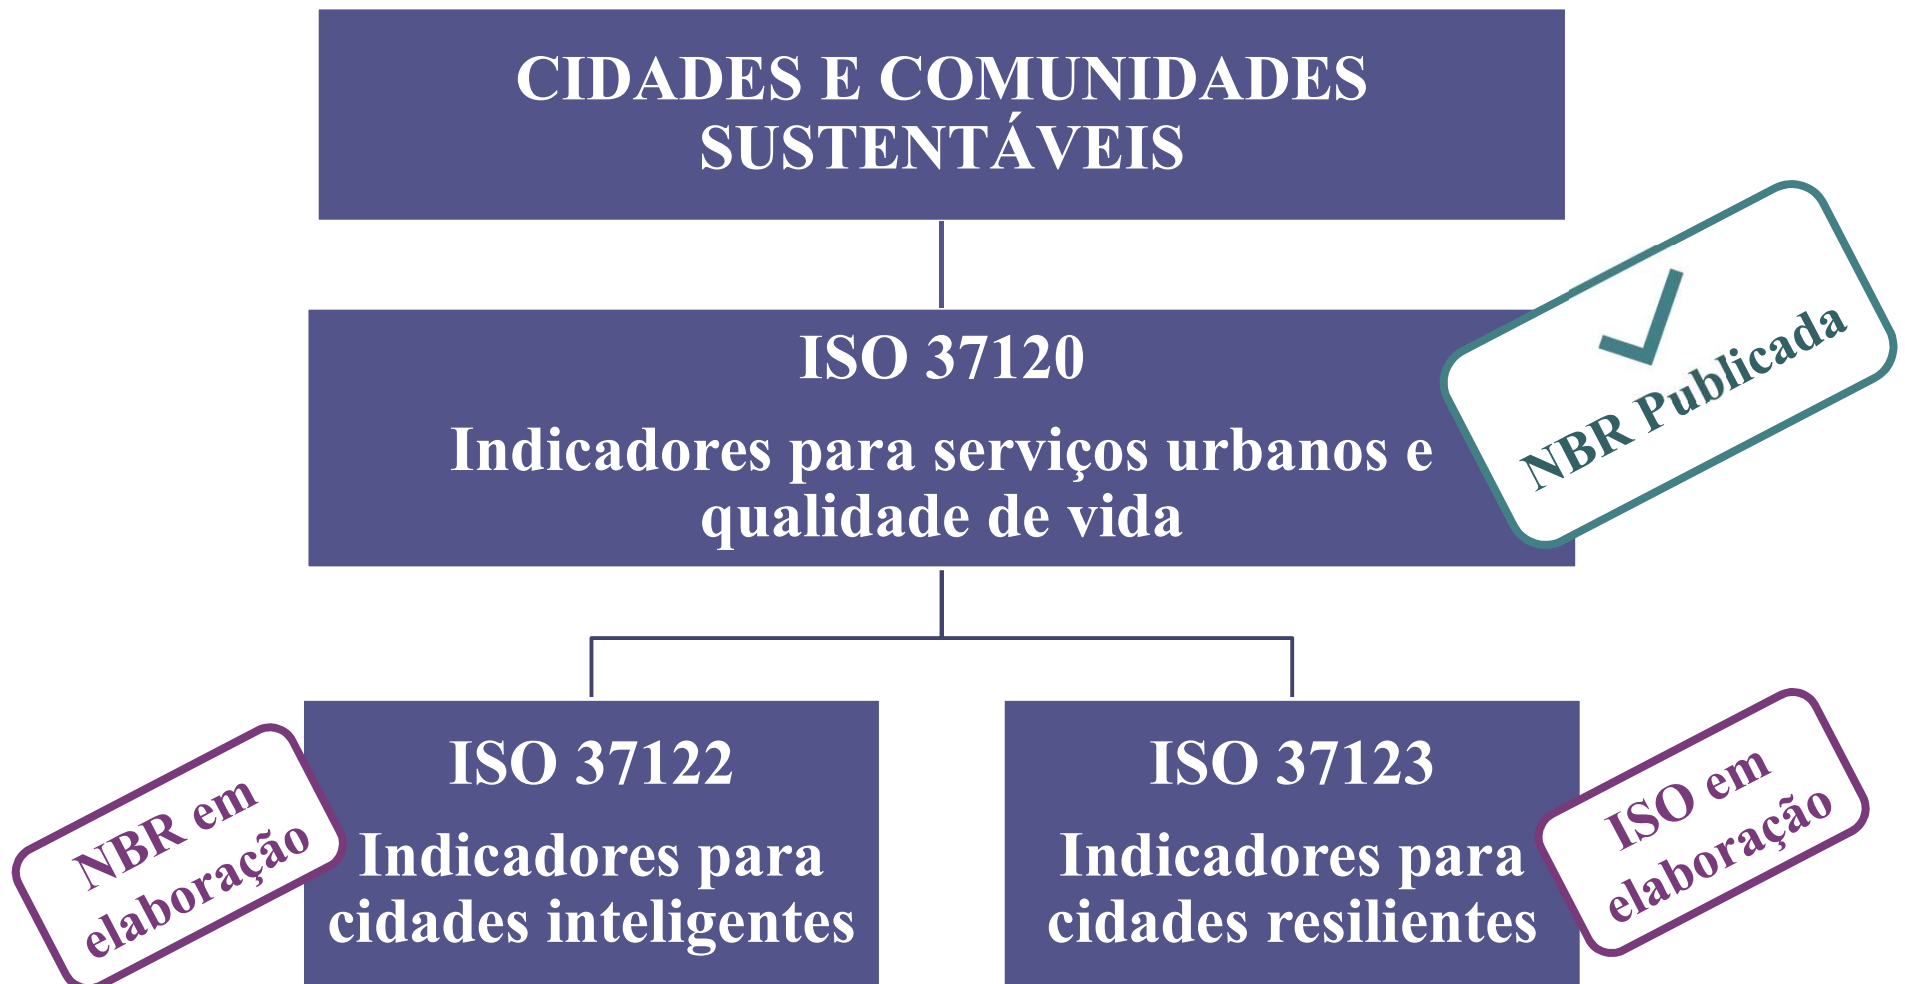 CIDADES E COMUNIDADES
SUSTENTÁVEIS
ISO 37120
Indicadores para serviços urbanos e
qualidade de vida
NBR Publicada
ISO 37122
Indicadores para
cidades inteligentes
NBR em
elaboração
ISO 37123
Indicadores para
cidades resilientes
ISO em
elaboração